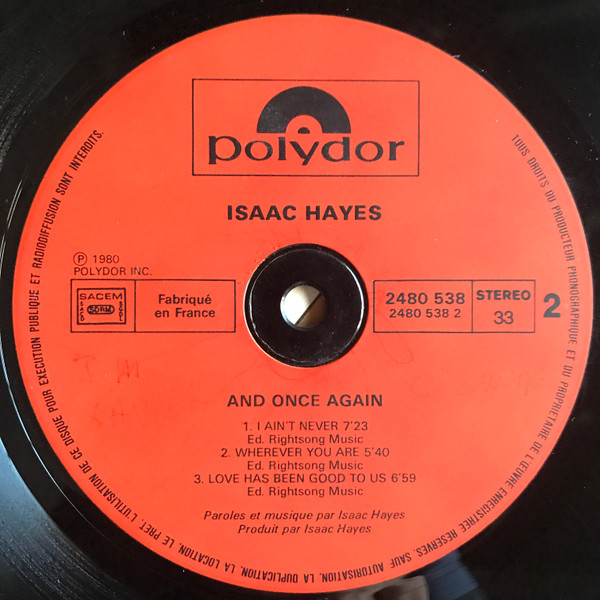 polydor
ISAAC HAYES
℗ 1980
POLYDOR INC.
SACEM
SDRM
Fabriqué
en France
2480 538
2480 538 2
STEREO
33
2
AND ONCE AGAIN
1. I AIN'T NEVER 7'23
Ed. Rightsong Music
2. WHEREVER YOU ARE 5'40
Ed. Rightsong Music
3. LOVE HAS BEEN GOOD TO US 6'59
Ed. Rightsong Music
Paroles et musique par Isaac Hayes
Produit par Isaac Hayes
TOUS DROITS DU PRODUCTEUR PHONOGRAPHIQUE ET DU PROPRIETAIRE DE L'ŒUVRE ENREGISTREE RESERVES. SAUF AUTORISATION, LA DUPLICATION, LA LOCATION, LE PRET, L'UTILISATION DE CE DISQUE POUR EXECUTION PUBLIQUE ET RADIODIFFUSION SONT INTERDITS.